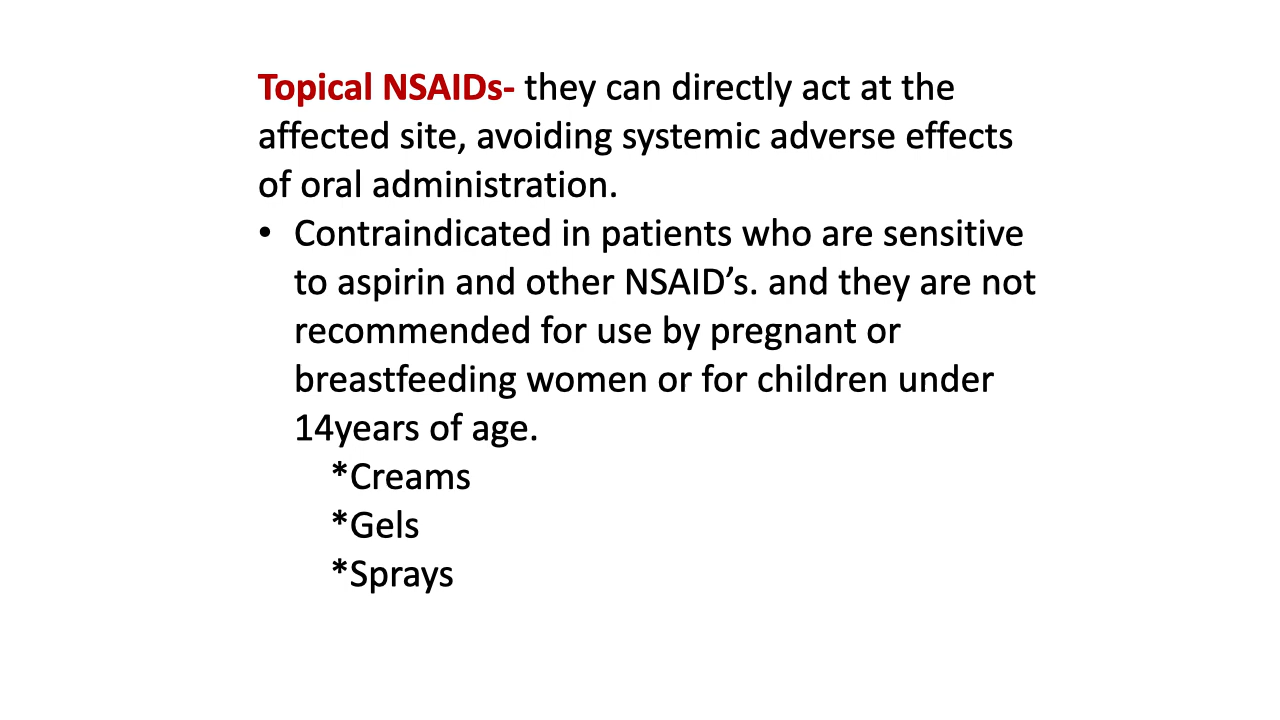 Topical NSAIDs- they can directly act at the
affected site, avoiding systemic adverse effects
of oral administration.
• Contraindicated in patients who are sensitive
to aspirin and other NSAID’s. and they are not
recommended for use by pregnant or
breastfeeding women or for children under
14years of age.
*Creams
*Gels
*Sprays